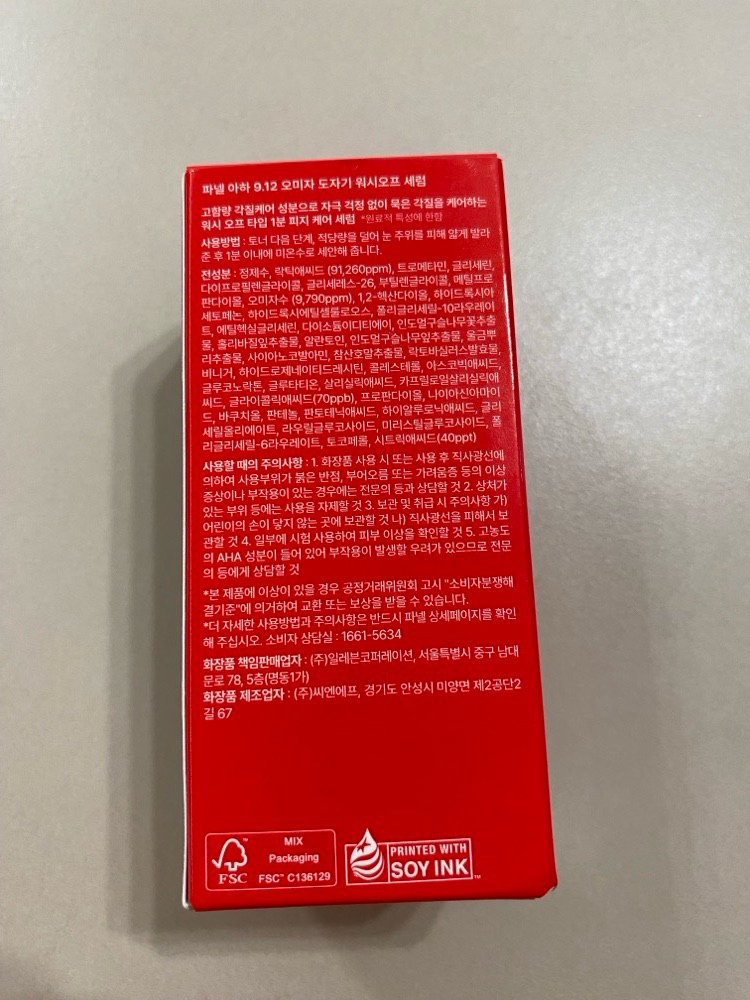 파넬 아하 9.12 오미자 도자기 워시오프 세럼
고함량 각질케어 성분으로 자극 걱정 없이 묵은 각질을 케어하는
워시 오프 타입 1분 피지 케어 세럼 *원료적 특성에 한함
사용방법 : 토너 다음 단계, 적당량을 덜어 눈 주위를 피해 얇게 발라
준 후 1분 이내에 미온수로 세안해 줍니다.
전성분 : 정제수, 락틱애씨드 (91,260ppm), 트로메타민, 글리세린,
다이프로필렌글라이콜, 글리세레스-26, 부틸렌글라이콜, 메틸프로
판다이올, 오미자수 (9,790ppm), 1,2-헥산다이올, 하이드록시아
세토페논, 하이드록시에틸셀룰로오스, 폴리글리세릴-10라우레이
트, 에틸헥실글리세린, 다이소듐이디티에이, 인도멀구슬나무꽃추출
물, 홀리바질잎추출물, 알란토인, 인도멀구슬나무잎추출물, 울금뿌
리추출물, 사이아노코발아민, 참산호말추출물, 락토바실러스발효물,
비니거, 하이드로제네이티드레시틴, 콜레스테롤, 아스코빅애씨드,
글루코노락톤, 글루타티온, 살리실릭애씨드, 카프릴로일살리실릭애
씨드, 글라이콜릭애씨드(70ppb), 프로판다이올, 나이아신아마이
드, 바쿠치올, 판테놀, 판토테닉애씨드, 하이알루로닉애씨드, 글리
세릴올리에이트, 라우릴글루코사이드, 미리스틸글루코사이드, 폴
리글리세릴-6라우레이트, 토코페롤, 시트릭애씨드(40ppt)
사용할 때의 주의사항 : 1. 화장품 사용 시 또는 사용 후 직사광선에
의하여 사용부위가 붉은 반점, 부어오름 또는 가려움증 등의 이상
증상이나 부작용이 있는 경우에는 전문의 등과 상담할 것 2. 상처가
있는 부위 등에는 사용을 자제할 것 3. 보관 및 취급 시 주의사항 가)
어린이의 손이 닿지 않는 곳에 보관할 것 나) 직사광선을 피해서 보
관할 것 4. 일부에 시험 사용하여 피부 이상을 확인할 것 5. 고농도
의 AHA 성분이 들어 있어 부작용이 발생할 우려가 있으므로 전문
의 등에게 상담할 것
*본 제품에 이상이 있을 경우 공정거래위원회 고시 "소비자분쟁해
결기준"에 의거하여 교환 또는 보상을 받을 수 있습니다.
*더 자세한 사용방법과 주의사항은 반드시 파넬 상세페이지를 확인
해 주십시오. 소비자 상담실 : 1661-5634
화장품 책임판매업자 : (주)일레븐코퍼레이션, 서울특별시 중구 남대
문로 78, 5층(명동1가)
화장품 제조업자 : (주)씨엔에프, 경기도 안성시 미양면 제2공단2
길 67
FSC™
MIX
Packaging
FSC™ C136129
PRINTED WITH
SOY INK™